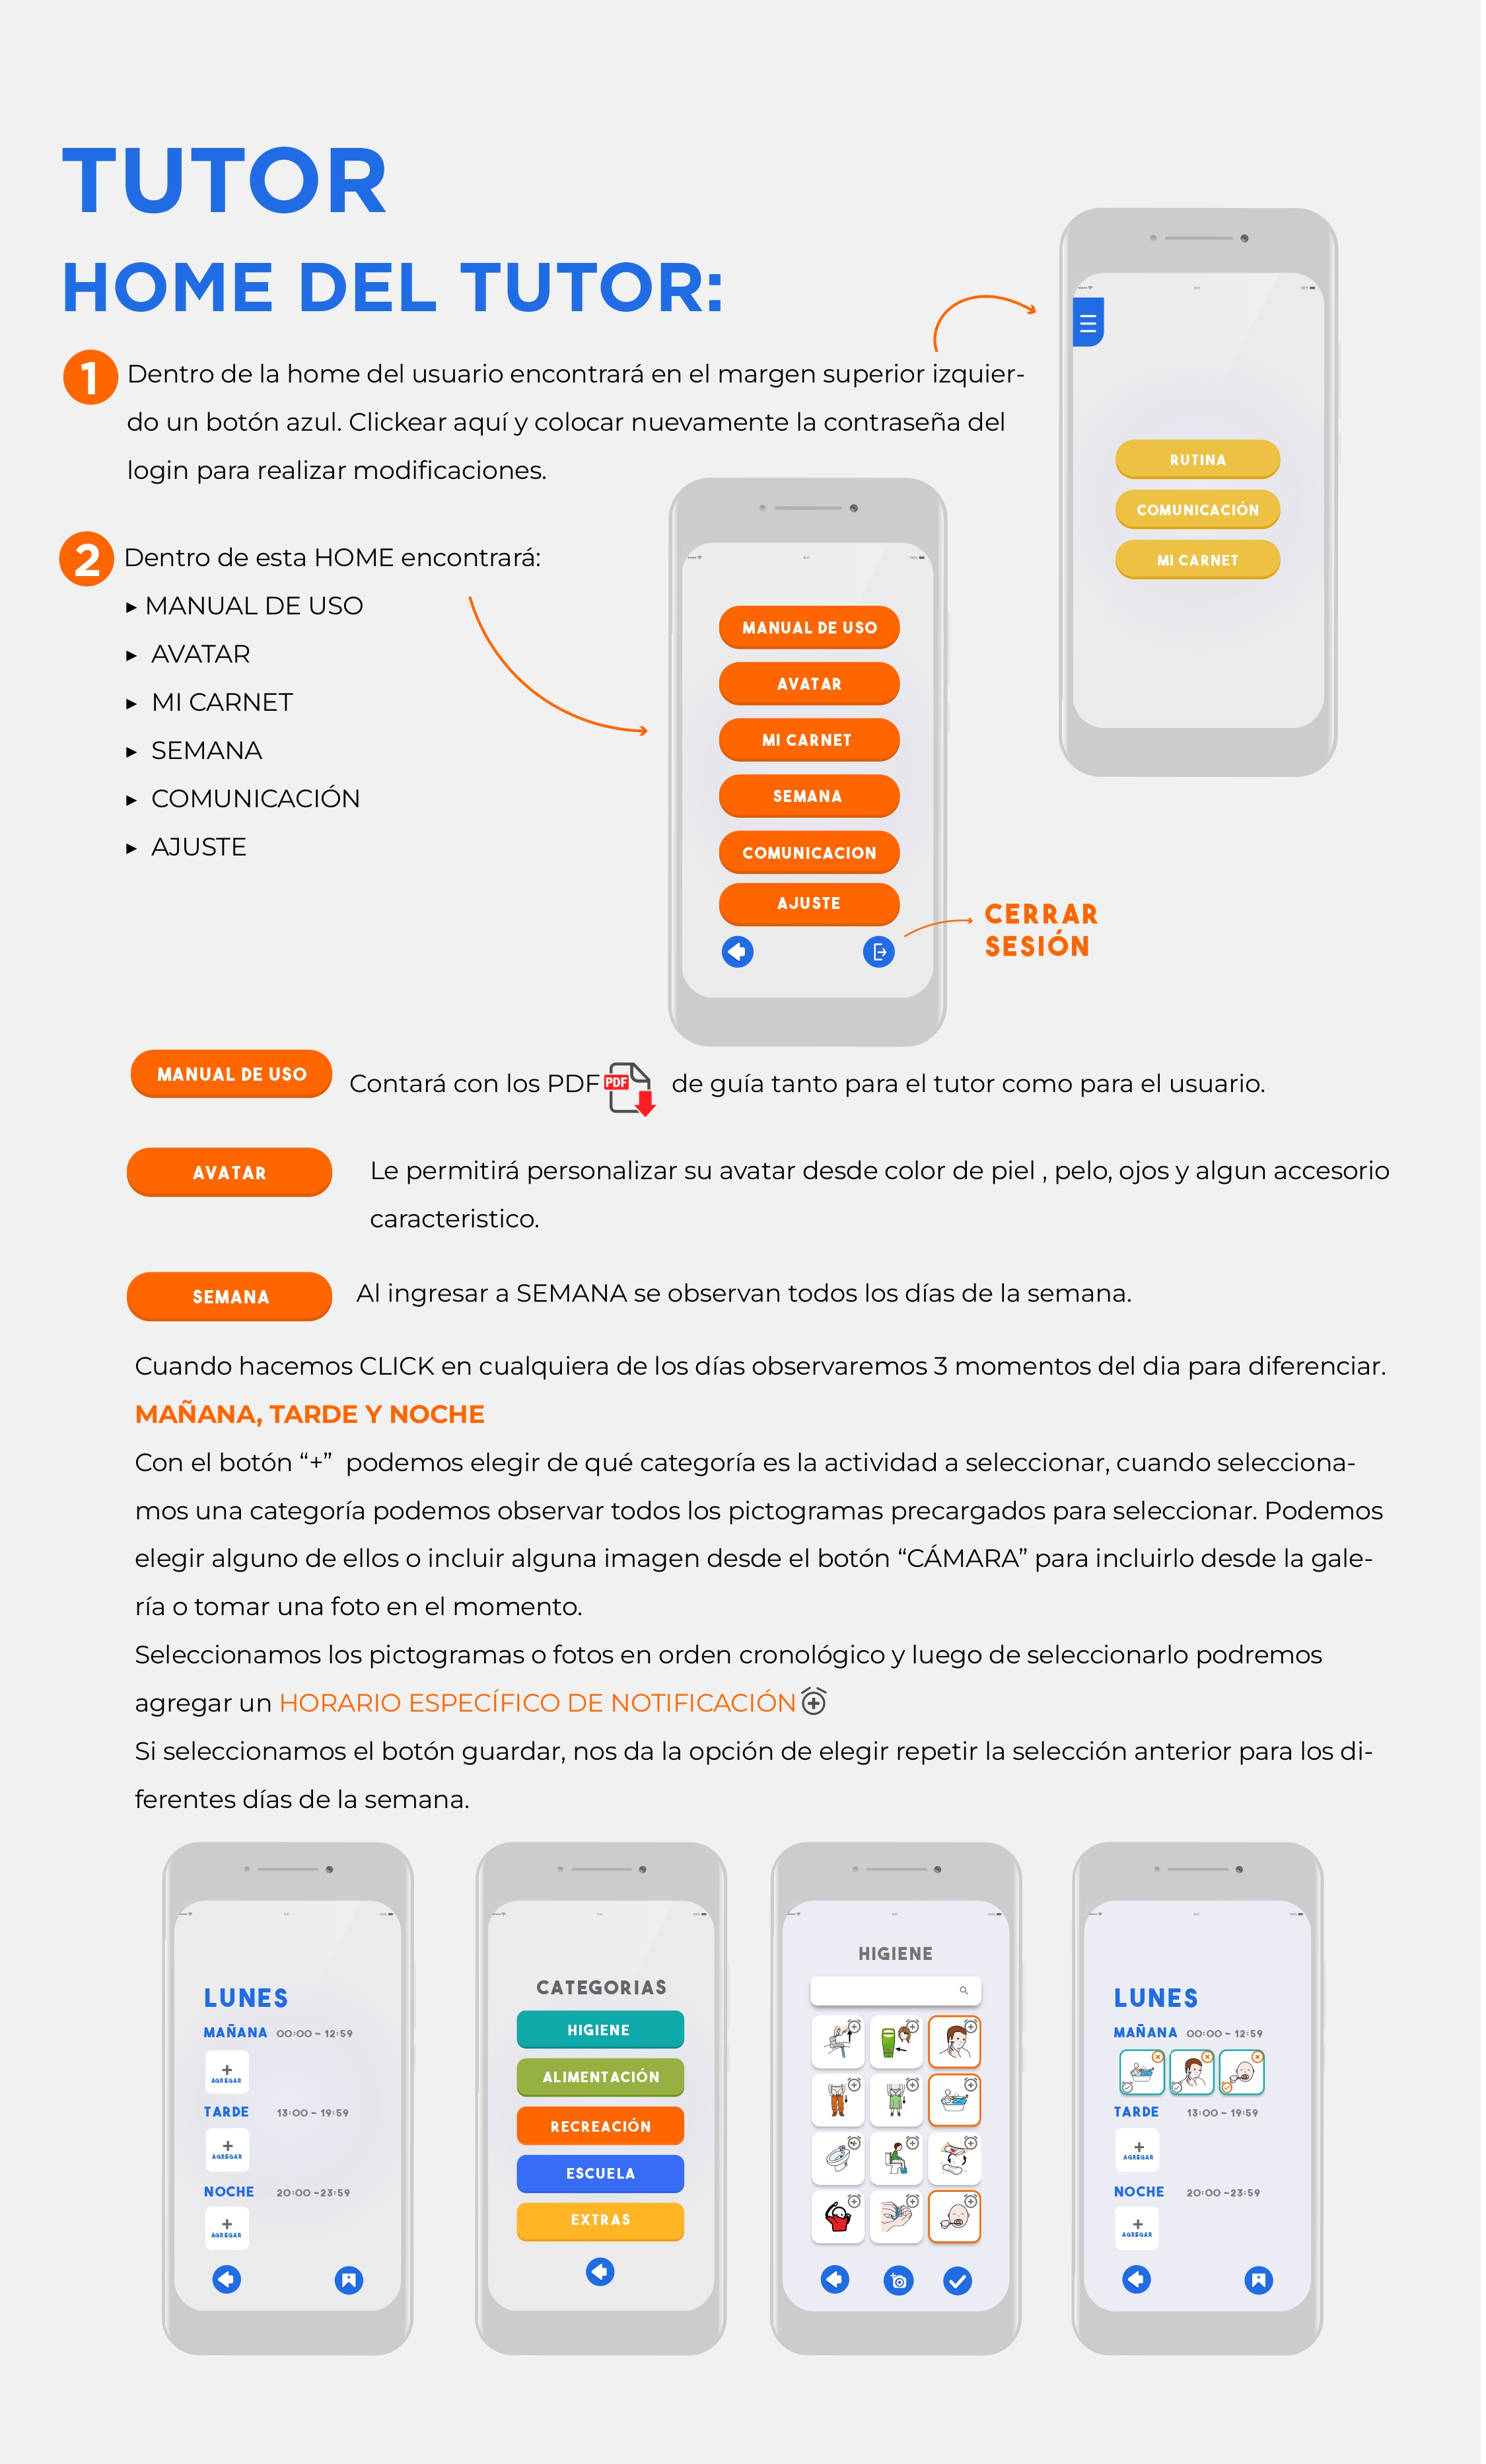 TUTOR
HOME DEL TUTOR:
1 Dentro de la home del usuario encontrará en el margen superior izquier-
do un botón azul. Clickear aquí y colocar nuevamente la contraseña del
login para realizar modificaciones.
RUTINA
COMUNICACIÓN
MI CARNET
2 Dentro de esta HOME encontrará:
▸ MANUAL DE USO
▸ AVATAR
▸ MI CARNET
▸ SEMANA
▸ COMUNICACIÓN
▸ AJUSTE
MANUAL DE USO
AVATAR
MI CARNET
SEMANA
COMUNICACION
AJUSTE
CERRAR
SESIÓN
MANUAL DE USO Contará con los PDF PDF de guía tanto para el tutor como para el usuario.
AVATAR Le permitirá personalizar su avatar desde color de piel , pelo, ojos y algun accesorio
caracteristico.
SEMANA Al ingresar a SEMANA se observan todos los días de la semana.
Cuando hacemos CLICK en cualquiera de los días observaremos 3 momentos del dia para diferenciar.
MAÑANA, TARDE Y NOCHE
Con el botón “+” podemos elegir de qué categoría es la actividad a seleccionar, cuando selecciona-
mos una categoría podemos observar todos los pictogramas precargados para seleccionar. Podemos
elegir alguno de ellos o incluir alguna imagen desde el botón “CÁMARA” para incluirlo desde la gale-
ría o tomar una foto en el momento.
Seleccionamos los pictogramas o fotos en orden cronológico y luego de seleccionarlo podremos
agregar un HORARIO ESPECÍFICO DE NOTIFICACIÓN
Si seleccionamos el botón guardar, nos da la opción de elegir repetir la selección anterior para los di-
ferentes días de la semana.
LUNES
MAÑANA 00:00 - 12:59
+
AGREGAR
TARDE 13:00 - 19:59
+
AGREGAR
NOCHE 20:00 -23:59
+
AGREGAR
CATEGORIAS
HIGIENE
ALIMENTACIÓN
RECREACIÓN
ESCUELA
EXTRAS
HIGIENE
LUNES
MAÑANA 00:00 - 12:59
TARDE 13:00 - 19:59
+
AGREGAR
NOCHE 20:00 -23:59
+
AGREGAR